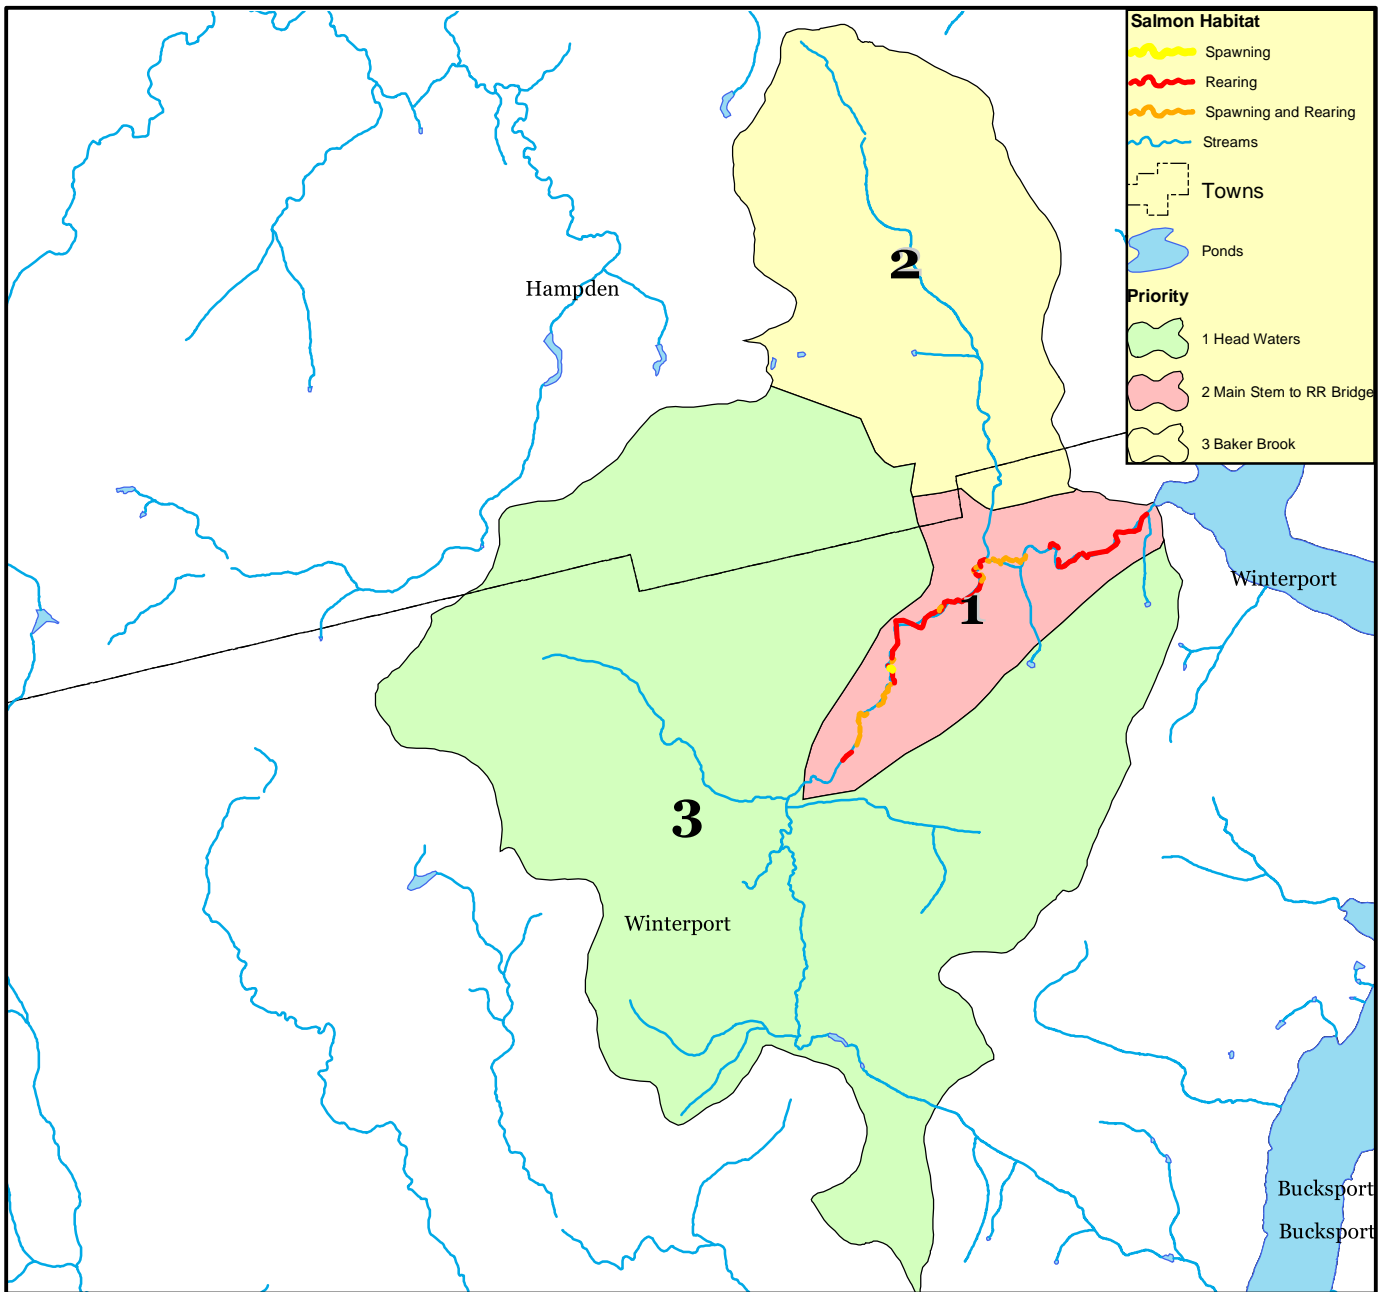 Salmon Habitat
Spawning
Rearing
Spawning and Rearing
Streams
Towns
Ponds
Priority
1 Head Waters
2 Main Stem to RR Bridge
3 Baker Brook
2
Hampden
Winterport
1
3
Winterport
Bucksport
Bucksport